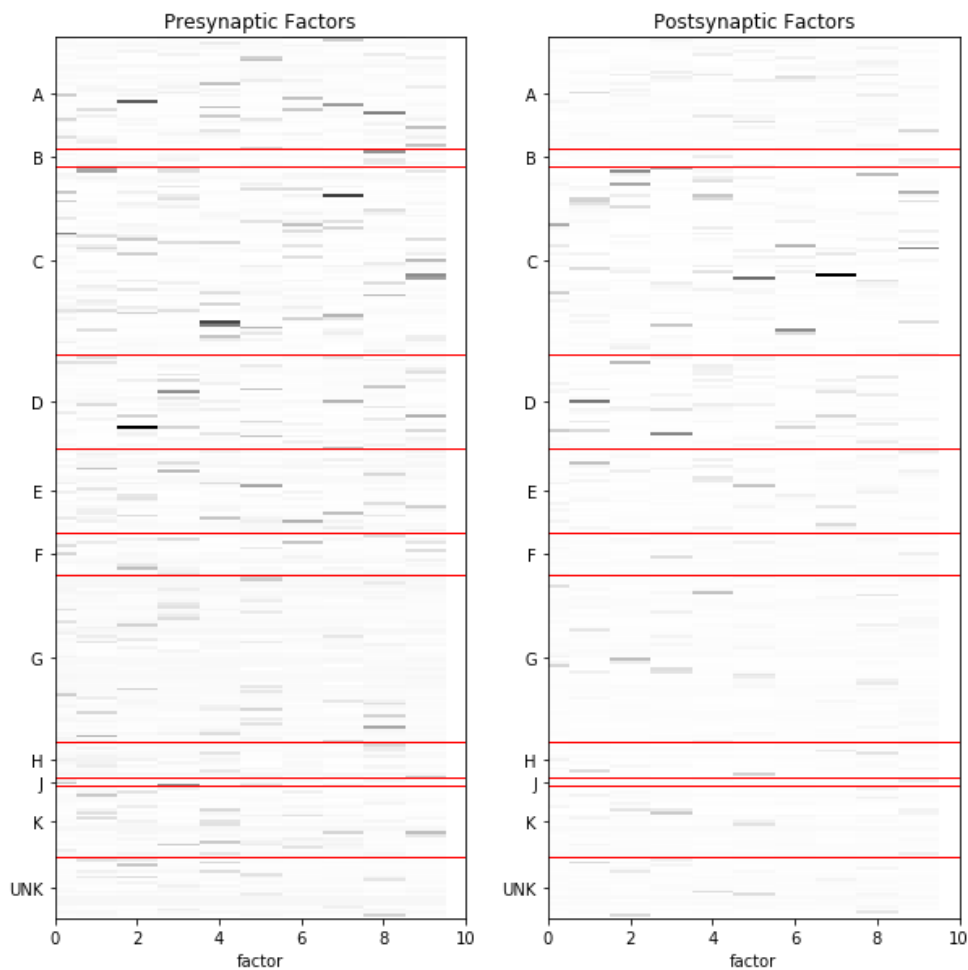 Presynaptic Factors
A
B
C
D
E
F
G
H
J
K
UNK
0 2 4 6 8 10
factor
Postsynaptic Factors
A
B
C
D
E
F
G
H
J
K
UNK
0 2 4 6 8 10
factor